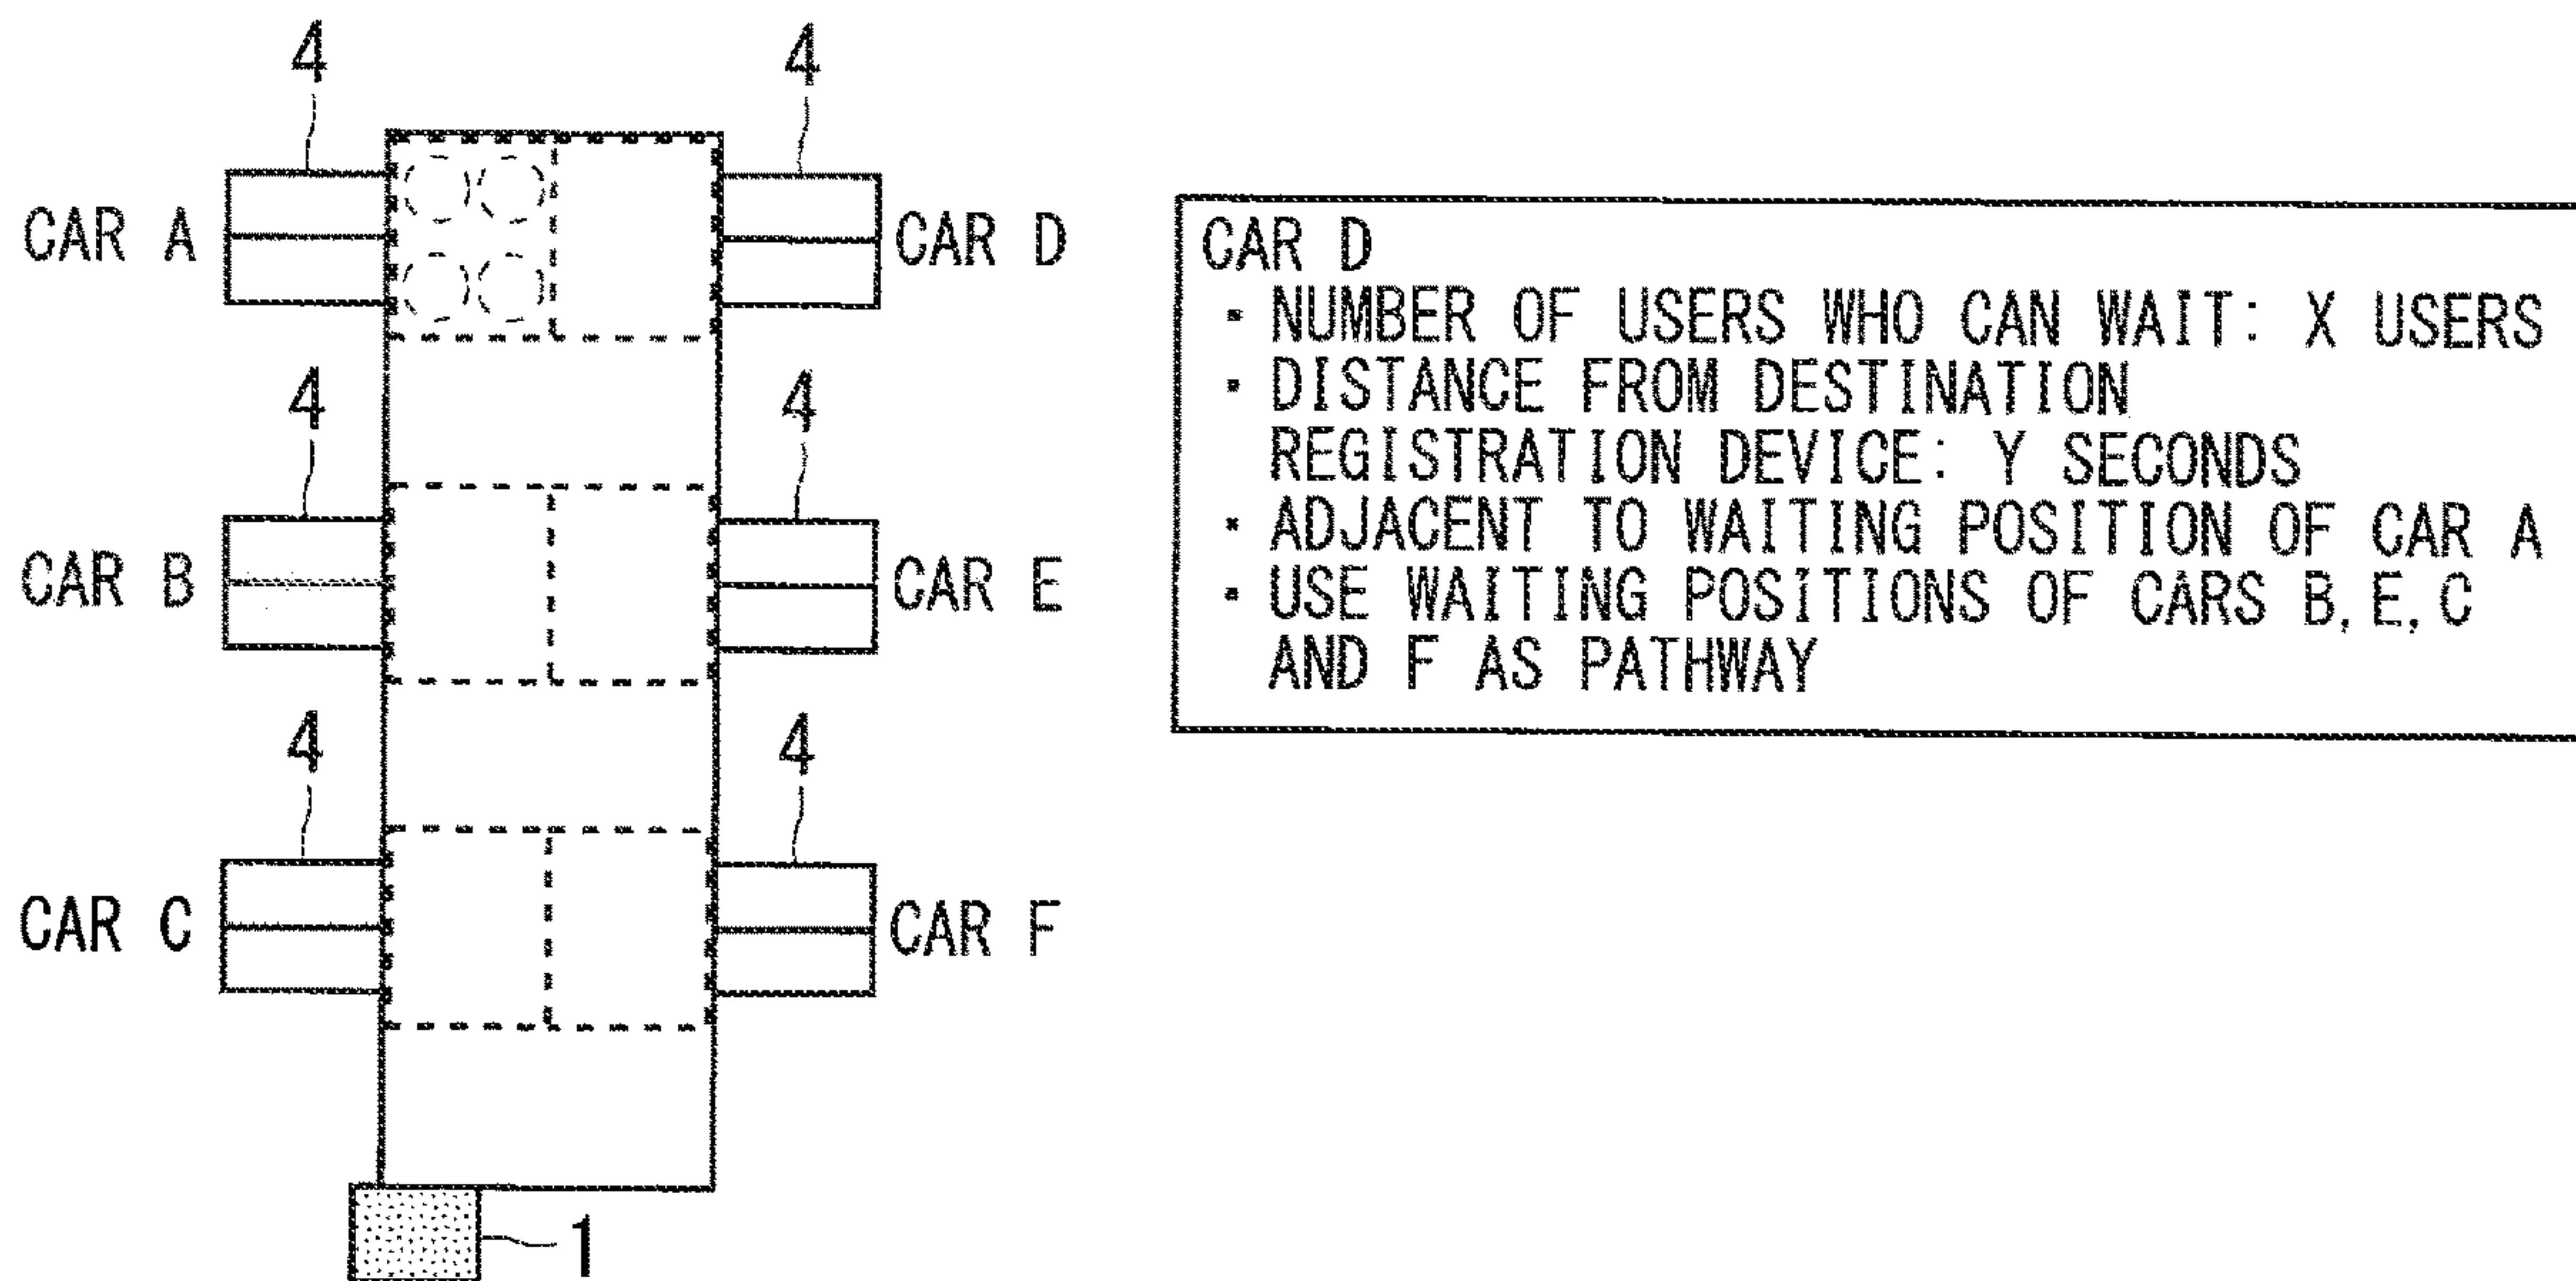 4 4
CAR A CAR D
4 4
CAR B CAR E
4 4
CAR C CAR F
1
CAR D
· NUMBER OF USERS WHO CAN WAIT: X USERS
· DISTANCE FROM DESTINATION
REGISTRATION DEVICE: Y SECONDS
· ADJACENT TO WAITING POSITION OF CAR A
· USE WAITING POSITIONS OF CARS B, E, C
AND F AS PATHWAY